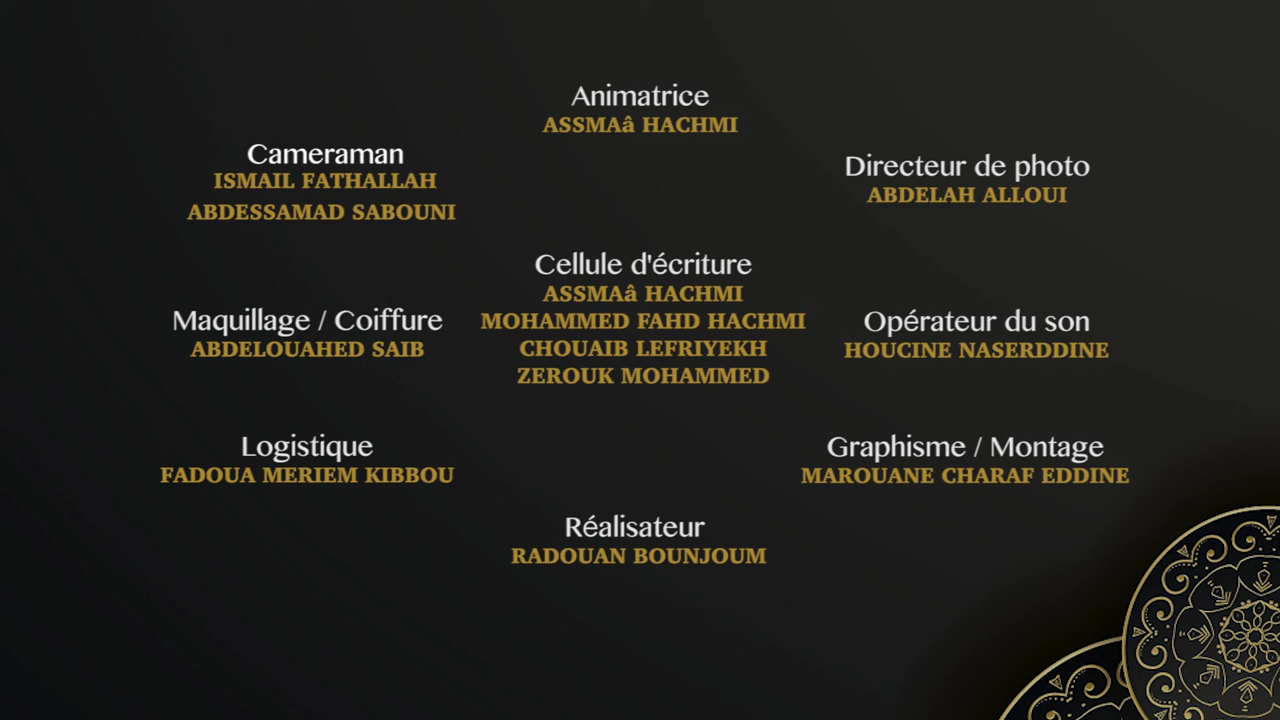 Animatrice
ASSMAâ HACHMI
Cameraman
ISMAIL FATHALLAH
ABDESSAMAD SABOUNI
Directeur de photo
ABDELAH ALLOUI
Cellule d'écriture
ASSMAâ HACHMI
MOHAMMED FAHD HACHMI
CHOUAIB LEFRIYEKH
ZEROUK MOHAMMED
Maquillage / Coiffure
ABDELOUAHED SAIB
Opérateur du son
HOUCINE NASERDDINE
Logistique
FADOUA MERIEM KIBBOU
Graphisme / Montage
MAROUANE CHARAF EDDINE
Réalisateur
RADOUAN BOUNJOUM